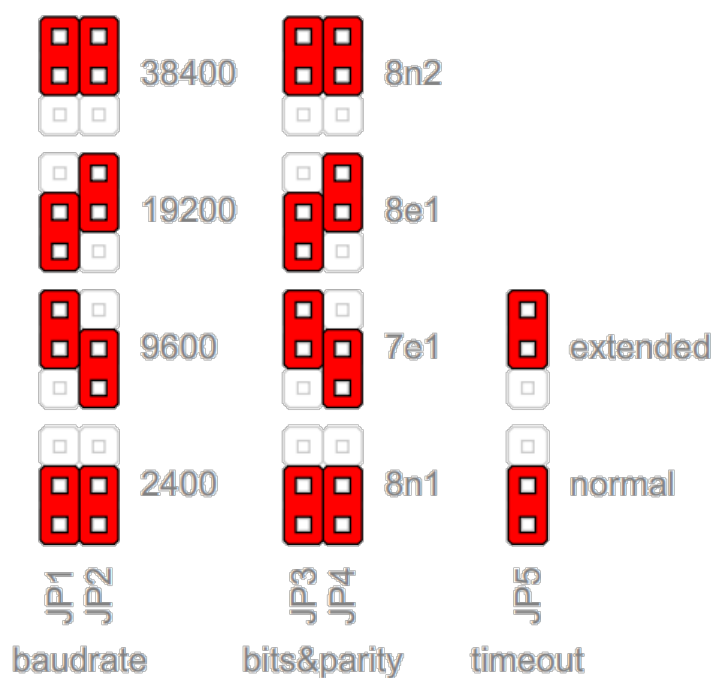 38400 8n2
19200 8e1
9600 7e1 extended
2400 8n1 normal
JP1 JP2 JP3 JP4 JP5
baudrate bits&parity timeout